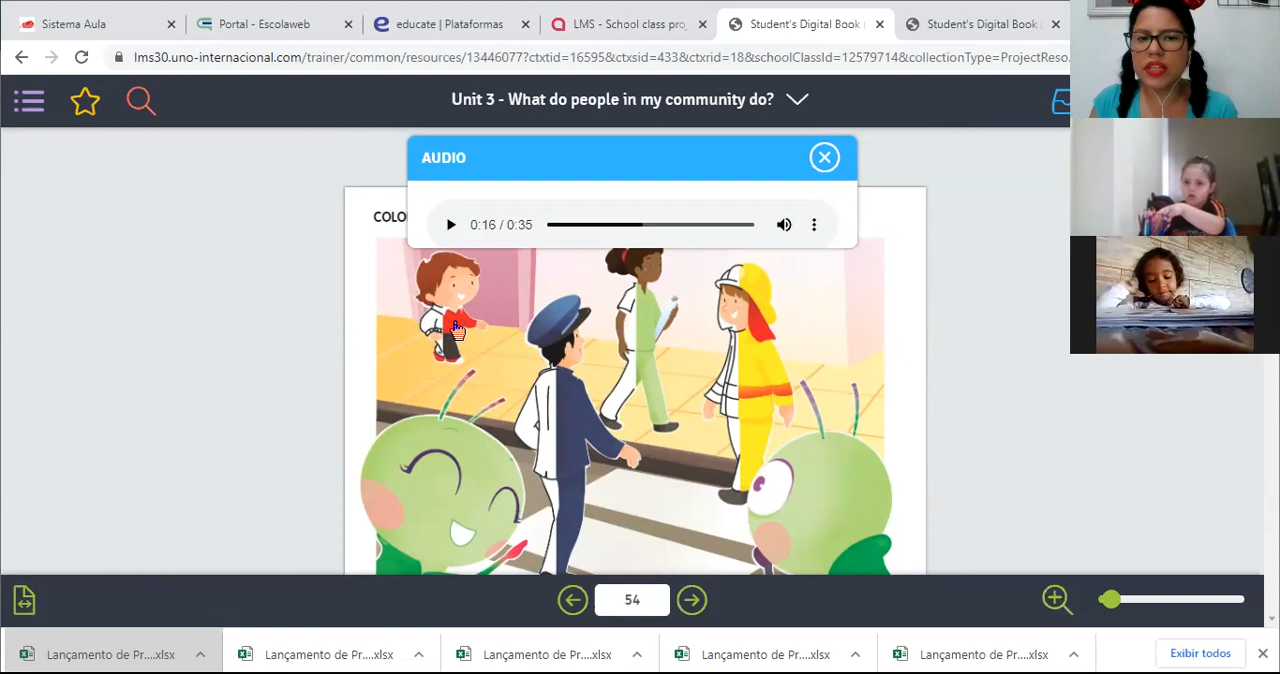 Sistema Aula
Portal - Escolaweb
educate | Plataformas
LMS - School class pro
Student's Digital Book
Student's Digital Book
lms30.uno-internacional.com/trainer/common/resources/13446077?ctxtid=16595&ctxsid=433&ctxrid=18&schoolClassId=12579714&collectionType=ProjectReso...
Unit 3 - What do people in my community do?
AUDIO
0:16 / 0:35
COLO
54
Lançamento de Pr....xlsx
Lançamento de Pr....xlsx
Lançamento de Pr....xlsx
Lançamento de Pr....xlsx
Lançamento de Pr....xlsx
Exibir todos